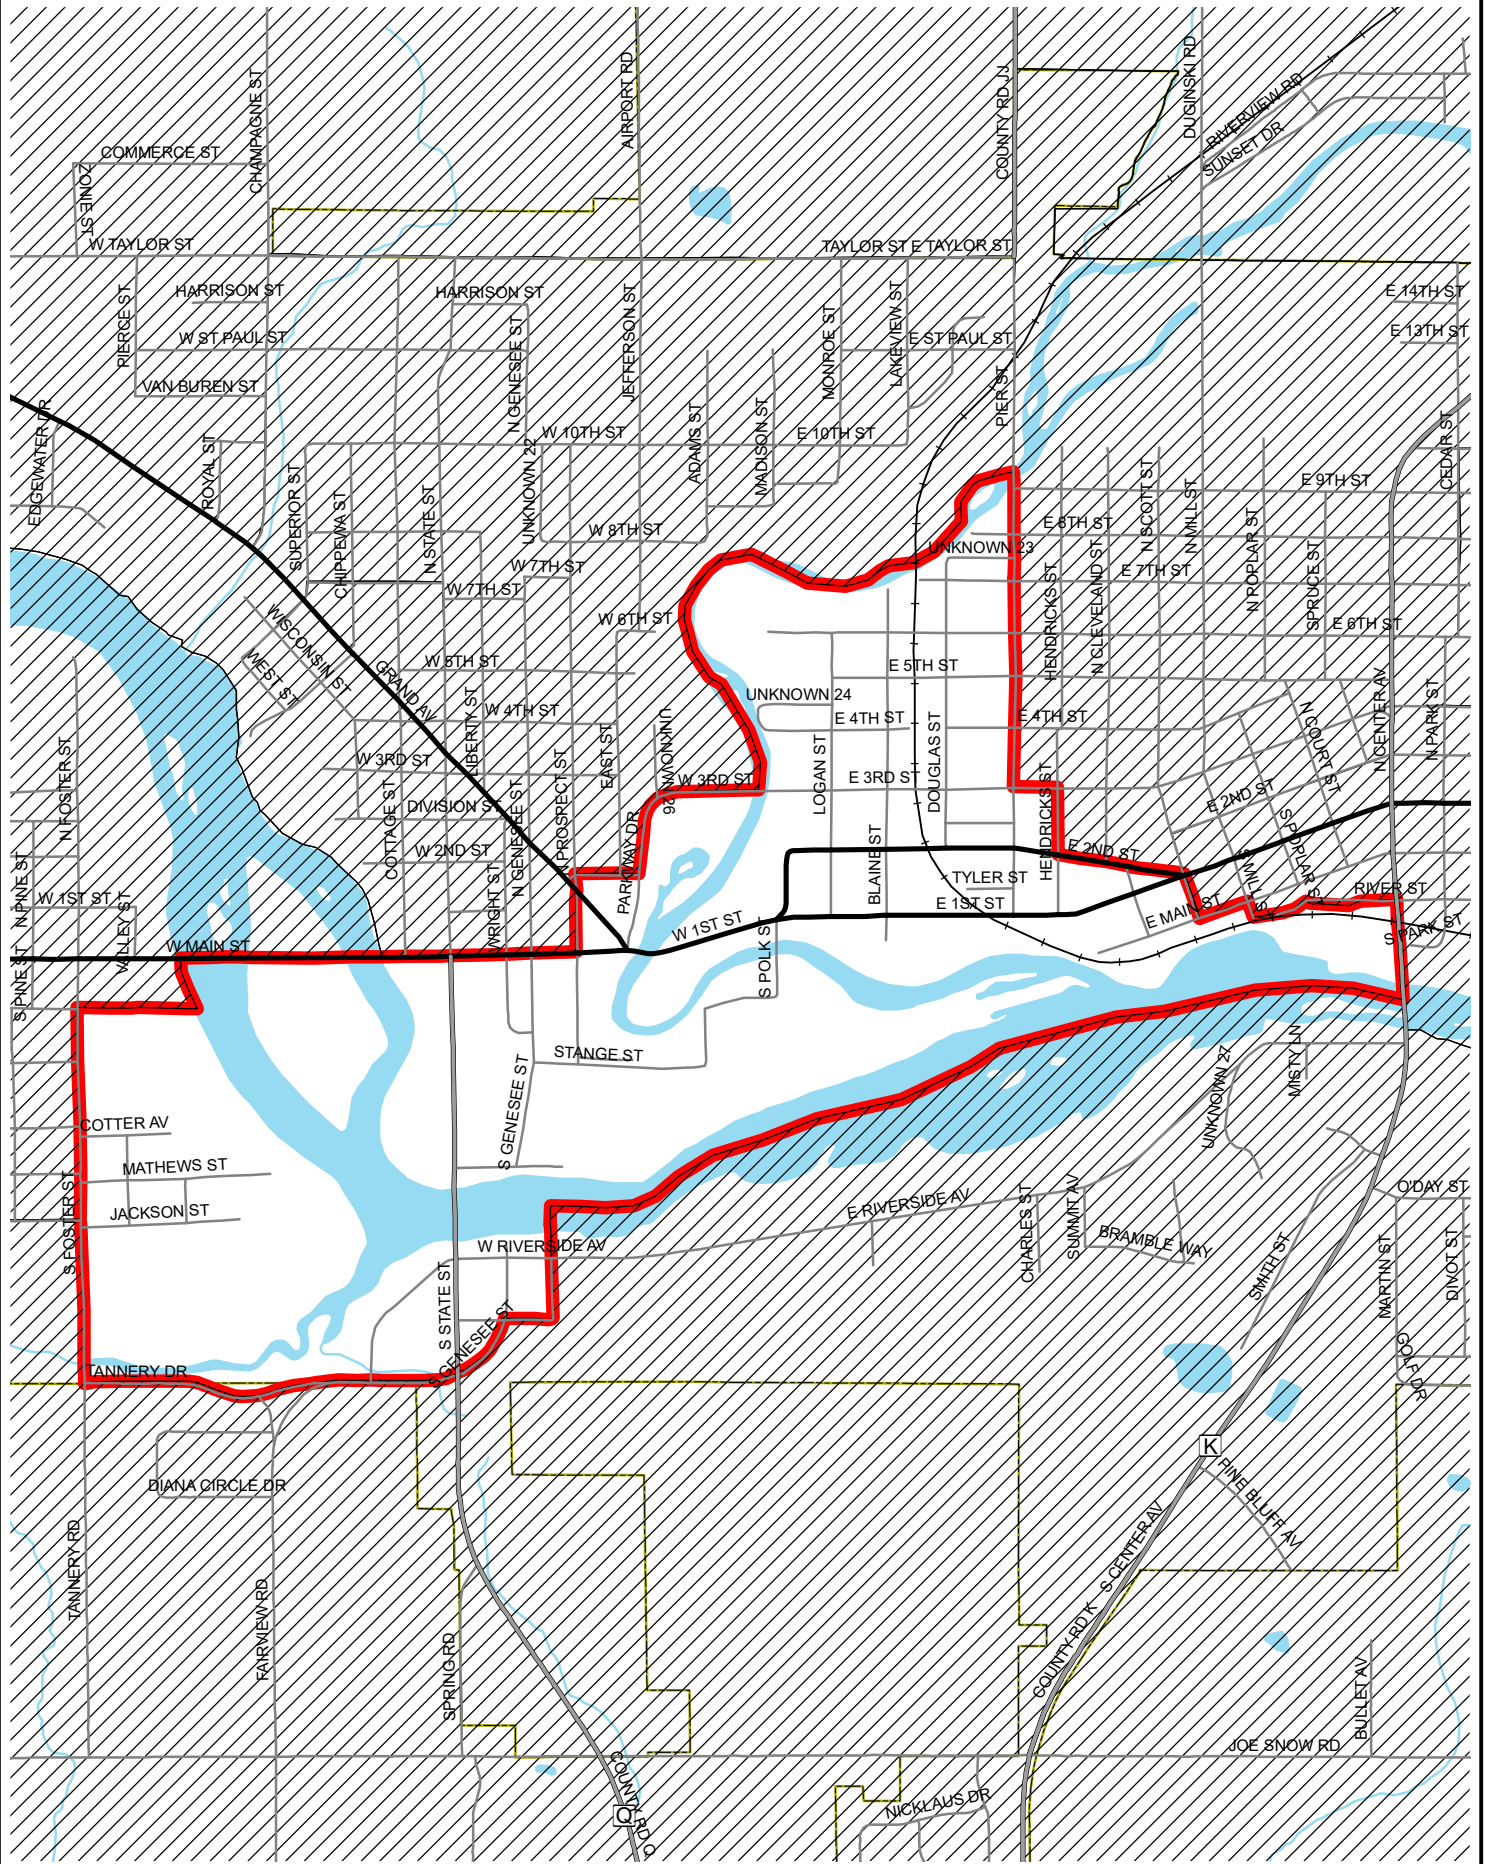 CHAMPAGNE ST
AIRPORT RD
COUNTY RD JJ
DUGINSKI RD
RIVERVIEW RD
SUNSET DR
COMMERCE ST
ZONIE ST
W TAYLOR ST
TAYLOR ST E TAYLOR ST
PIERCE ST
HARRISON ST
HARRISON ST
N GENESEE ST
JEFFERSON ST
MONROE ST
LAKEVIEW ST
E 14TH ST
W ST PAUL ST
E ST PAUL ST
E 13TH ST
VAN BUREN ST
PIER ST
EDGEWATER DR
ROYAL ST
SUPERIOR ST
CHIPPEWA ST
N STATE ST
UNKNOWN 22
W 10TH ST
ADAMS ST
MADISON ST
E 10TH ST
CEDAR ST
E 9TH ST
W 8TH ST
E 8TH ST
N SCOTT ST
N MILL ST
N ROPLAR ST
SPRUCE ST
UNKNOWN 23
W 7TH ST
W 7TH ST
E 7TH ST
HENDRICKS ST
N CLEVELAND ST
WISCONSIN ST
WEST ST
W 6TH ST
E 6TH ST
W 5TH ST
E 5TH ST
GRAND AV
LIBERTY ST
W 4TH ST
UNKNOWN 24
E 4TH ST
E 4TH ST
N COURT ST
N CENTER AV
N PARK ST
N FOSTER ST
W 3RD ST
EAST ST
UNKNOWN 26
W 3RD ST
LOGAN ST
E 3RD ST
DOUGLAS ST
HENDRICKS ST
COTTAGE ST
DIVISION ST
N GENESEE ST
N PROSPECT ST
E 2ND ST
S POPLAR ST
W 2ND ST
PARKWAY DR
BLAINE ST
E 2ND ST
S MILL ST
N PINE ST
W 1ST ST
VALLEY ST
WRIGHT ST
TYLER ST
RIVER ST
E 1ST ST
W 1ST ST
E MAIN ST
S PARK ST
W MAIN ST
S PINE ST
S POLK ST
STANGE ST
S GENESEE ST
MISTY LN
UNKNOWN 27
COTTER AV
MATHEWS ST
JACKSON ST
S FOSTER ST
E RIVERSIDE AV
CHARLES ST
SUMMIT AV
BRAMBLE WAY
O'DAY ST
W RIVERSIDE AV
S STATE ST
SMITH ST
MARTIN ST
DIVOT ST
S GENESEE ST
TANNERY DR
GOLF DR
K
DIANA CIRCLE DR
PINE BLUFF AV
TANNERY RD
FAIRVIEW RD
SPRING RD
S CENTER AV
COUNTY RD K
BULLET AV
JOE SNOW RD
COUNTY RD Q
Q
NICKLAUS DR